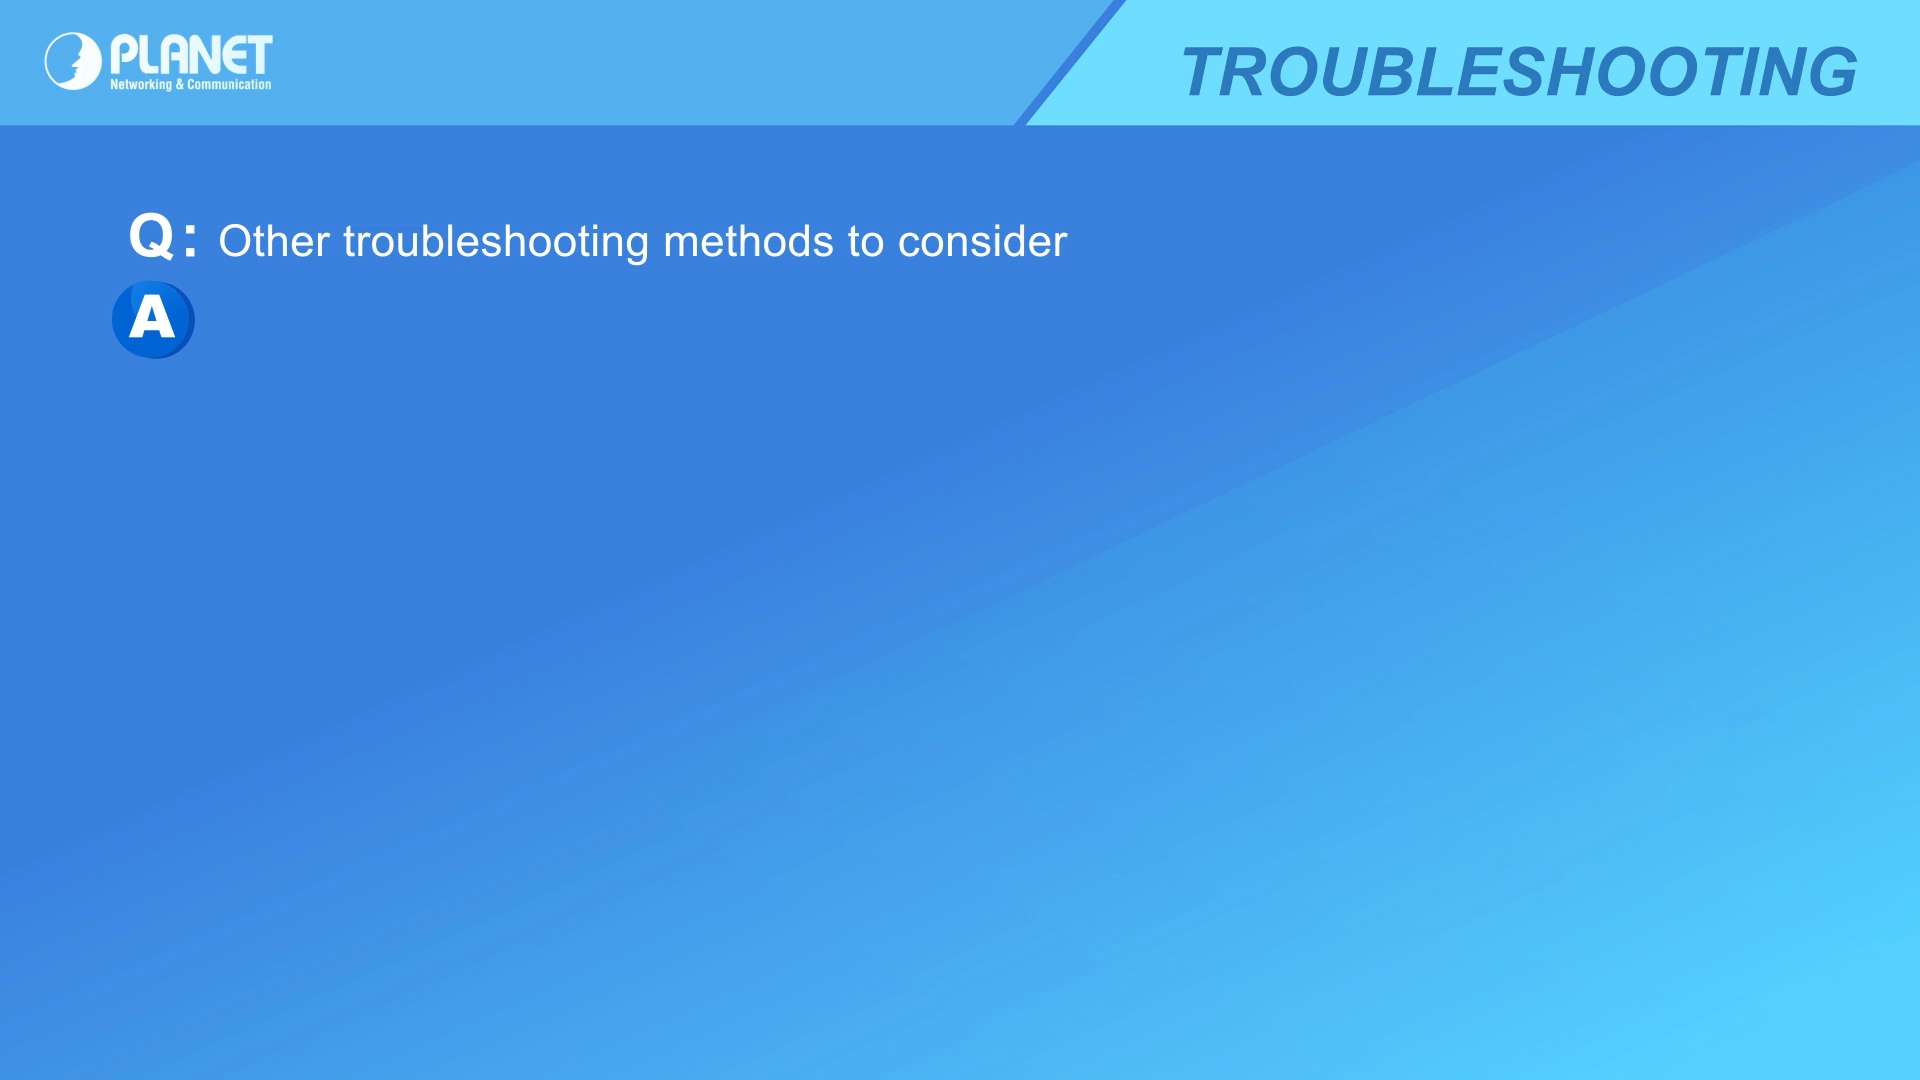 PLANET
Networking & Communication
TROUBLESHOOTING
Q: Other troubleshooting methods to consider
A